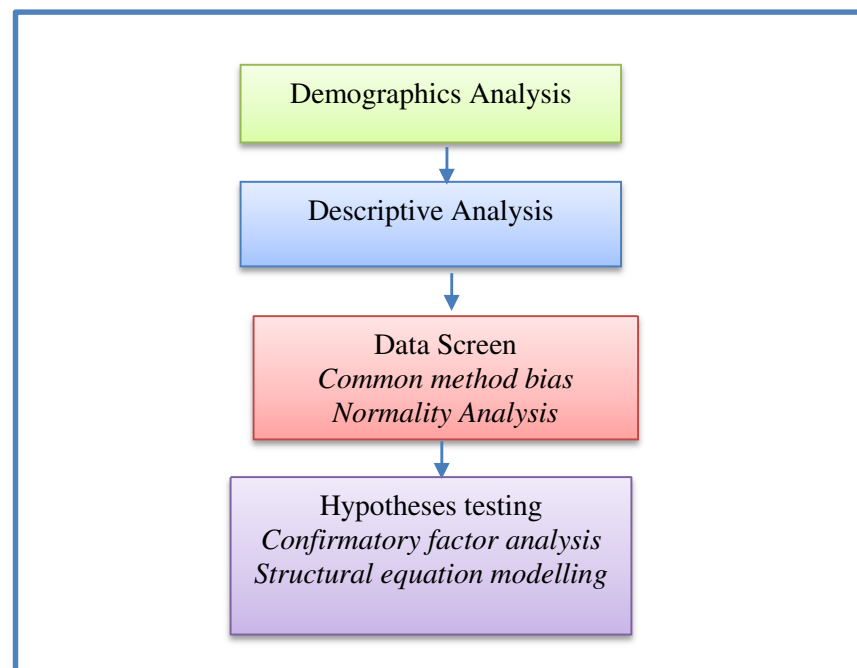 Demographics Analysis
Descriptive Analysis
Data Screen
Common method bias
Normality Analysis
Hypotheses testing
Confirmatory factor analysis
Structural equation modelling